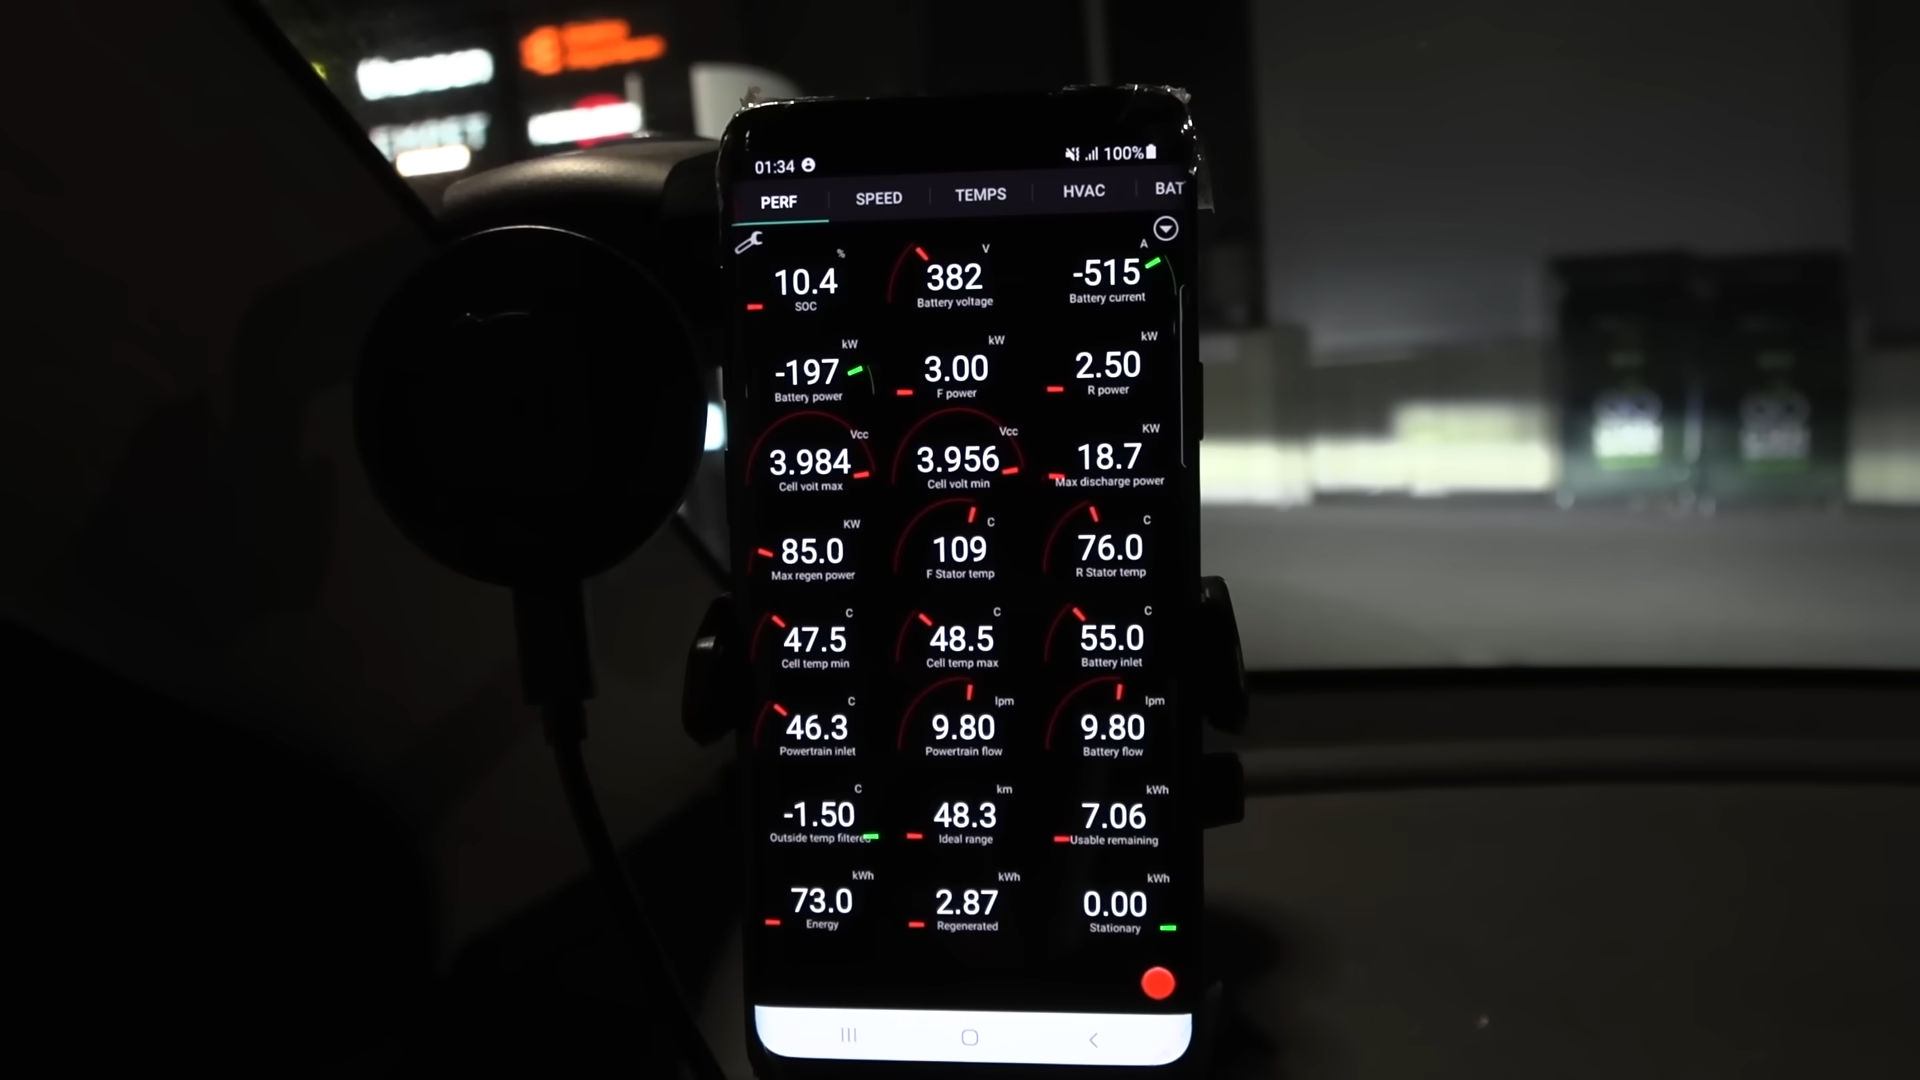 01:34
100%
PERF SPEED TEMPS HVAC BAT
% V A
10.4 382 -515
SOC Battery voltage Battery current
kW kW kW
-197 3.00 2.50
Battery power F power R power
Vcc Vcc KW
3.984 3.956 18.7
Cell volt max Cell volt min Max discharge power
KW C C
85.0 109 76.0
Max regen power F Stator temp R Stator temp
C C C
47.5 48.5 55.0
Cell temp min Cell temp max Battery inlet
C lpm lpm
46.3 9.80 9.80
Powertrain inlet Powertrain flow Battery flow
C km kWh
-1.50 48.3 7.06
Outside temp filtered Ideal range Usable remaining
kWh kWh kWh
73.0 2.87 0.00
Energy Regenerated Stationary